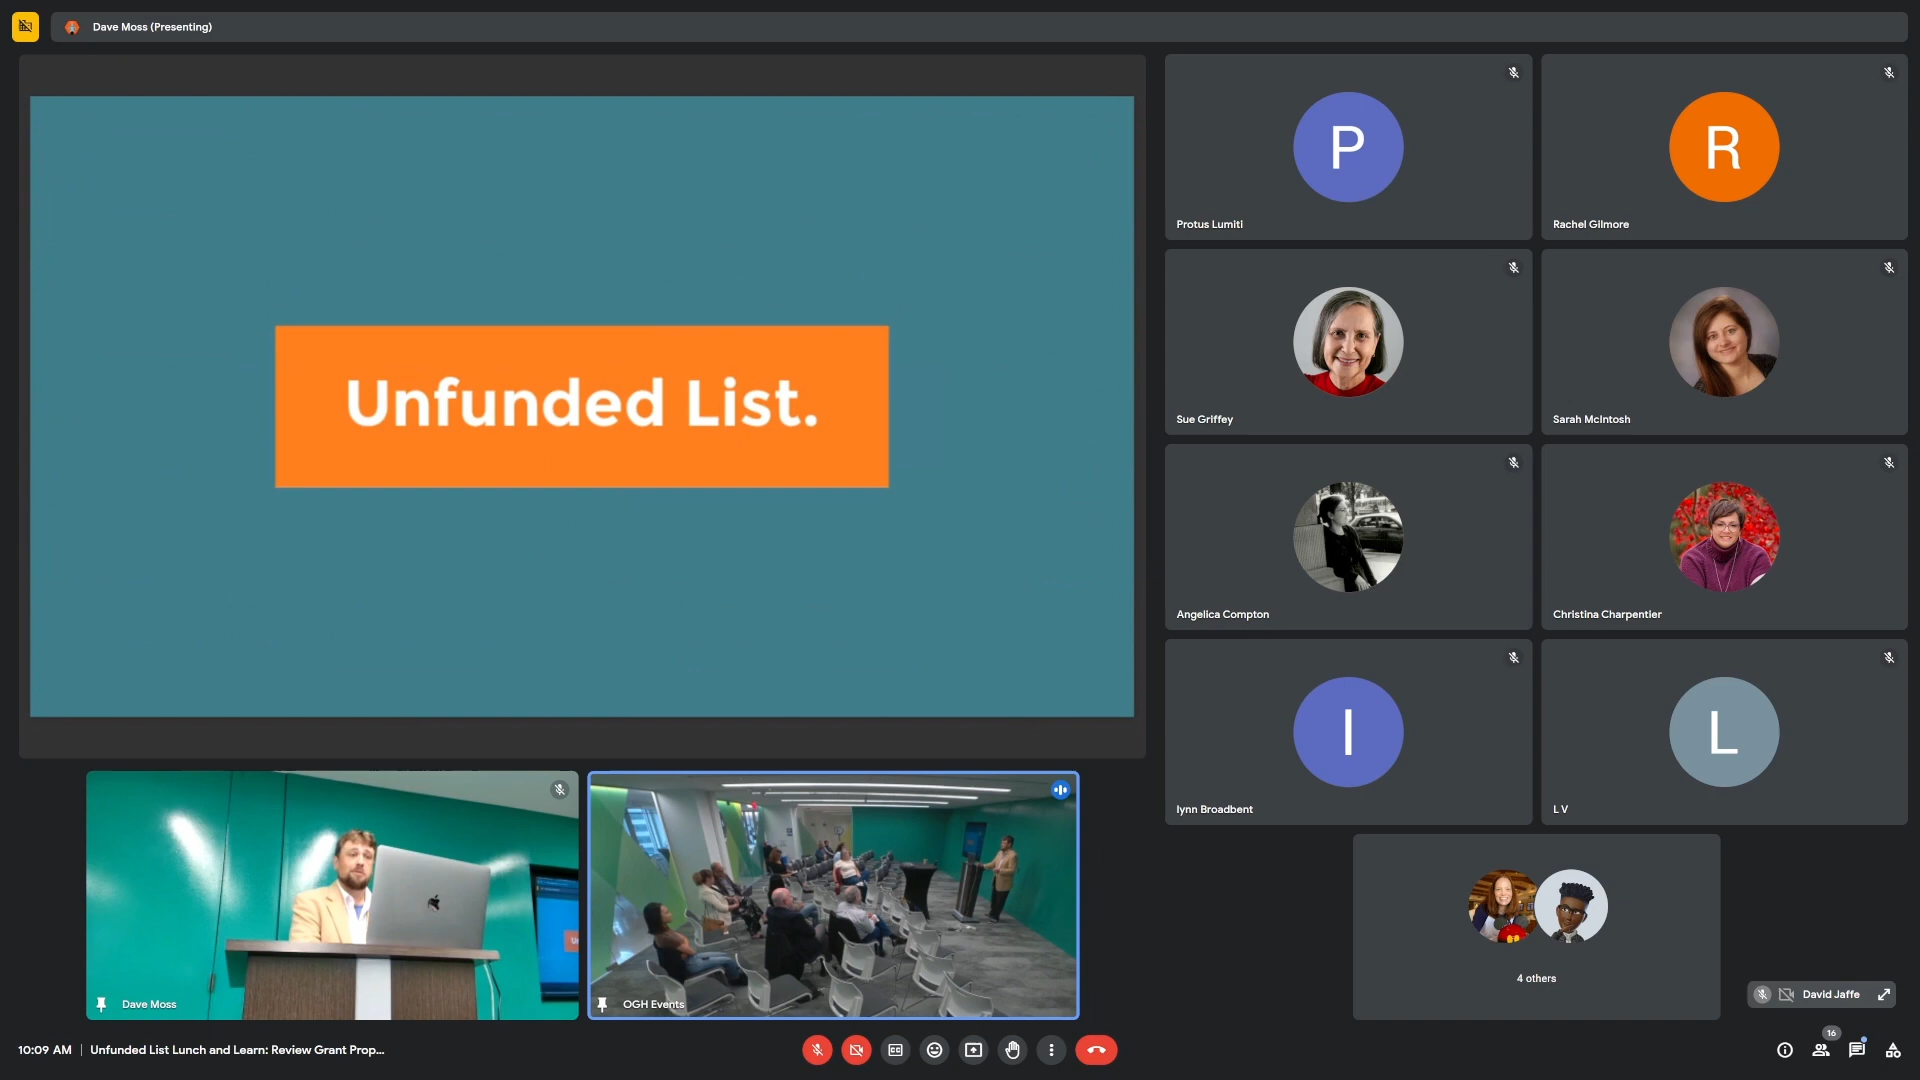 Dave Moss (Presenting)
Unfunded List.
P
Protus Lumiti
R
Rachel Gilmore
Sue Griffey
Sarah McIntosh
Angelica Compton
Christina Charpentier
I
lynn Broadbent
L
L V
Dave Moss
OGH Events
4 others
David Jaffe
10:09 AM | Unfunded List Lunch and Learn: Review Grant Prop...
CC
16